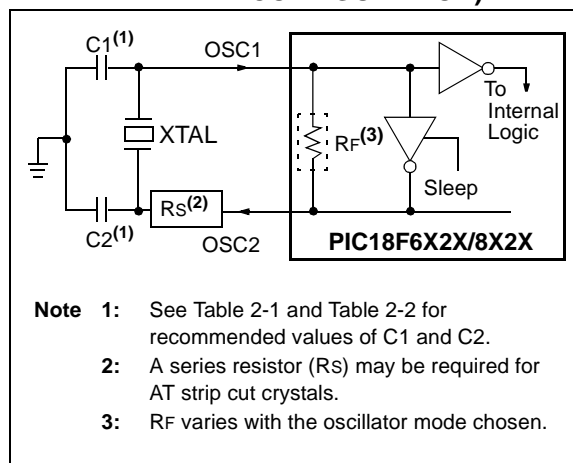 C1(1)
OSC1
To
Internal
Logic
XTAL
RF(3)
Sleep
RS(2)
C2(1)
OSC2
PIC18F6X2X/8X2X
Note 1: See Table 2-1 and Table 2-2 for
recommended values of C1 and C2.
2: A series resistor (RS) may be required for
AT strip cut crystals.
3: RF varies with the oscillator mode chosen.